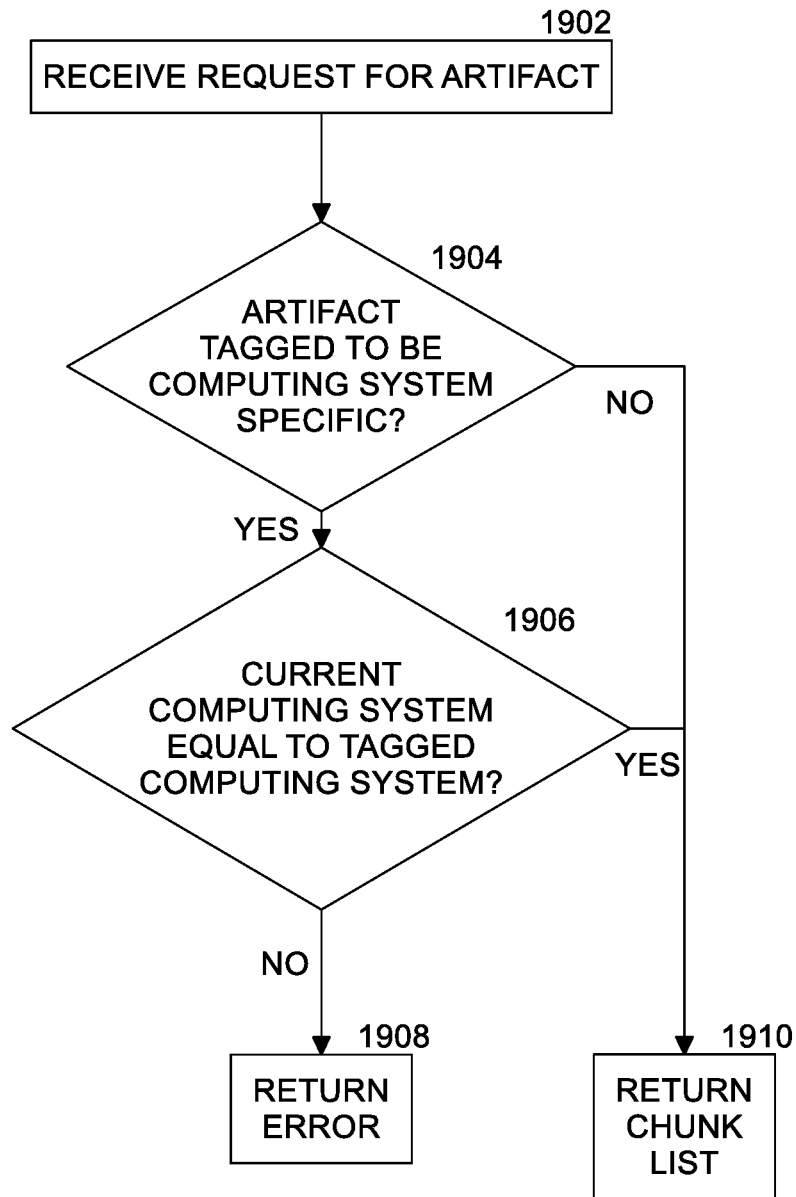 1902
RECEIVE REQUEST FOR ARTIFACT
1904
ARTIFACT
TAGGED TO BE
COMPUTING SYSTEM
SPECIFIC?
NO
YES
1906
CURRENT
COMPUTING SYSTEM
EQUAL TO TAGGED
COMPUTING SYSTEM?
YES
NO
1908
RETURN
ERROR
1910
RETURN
CHUNK
LIST